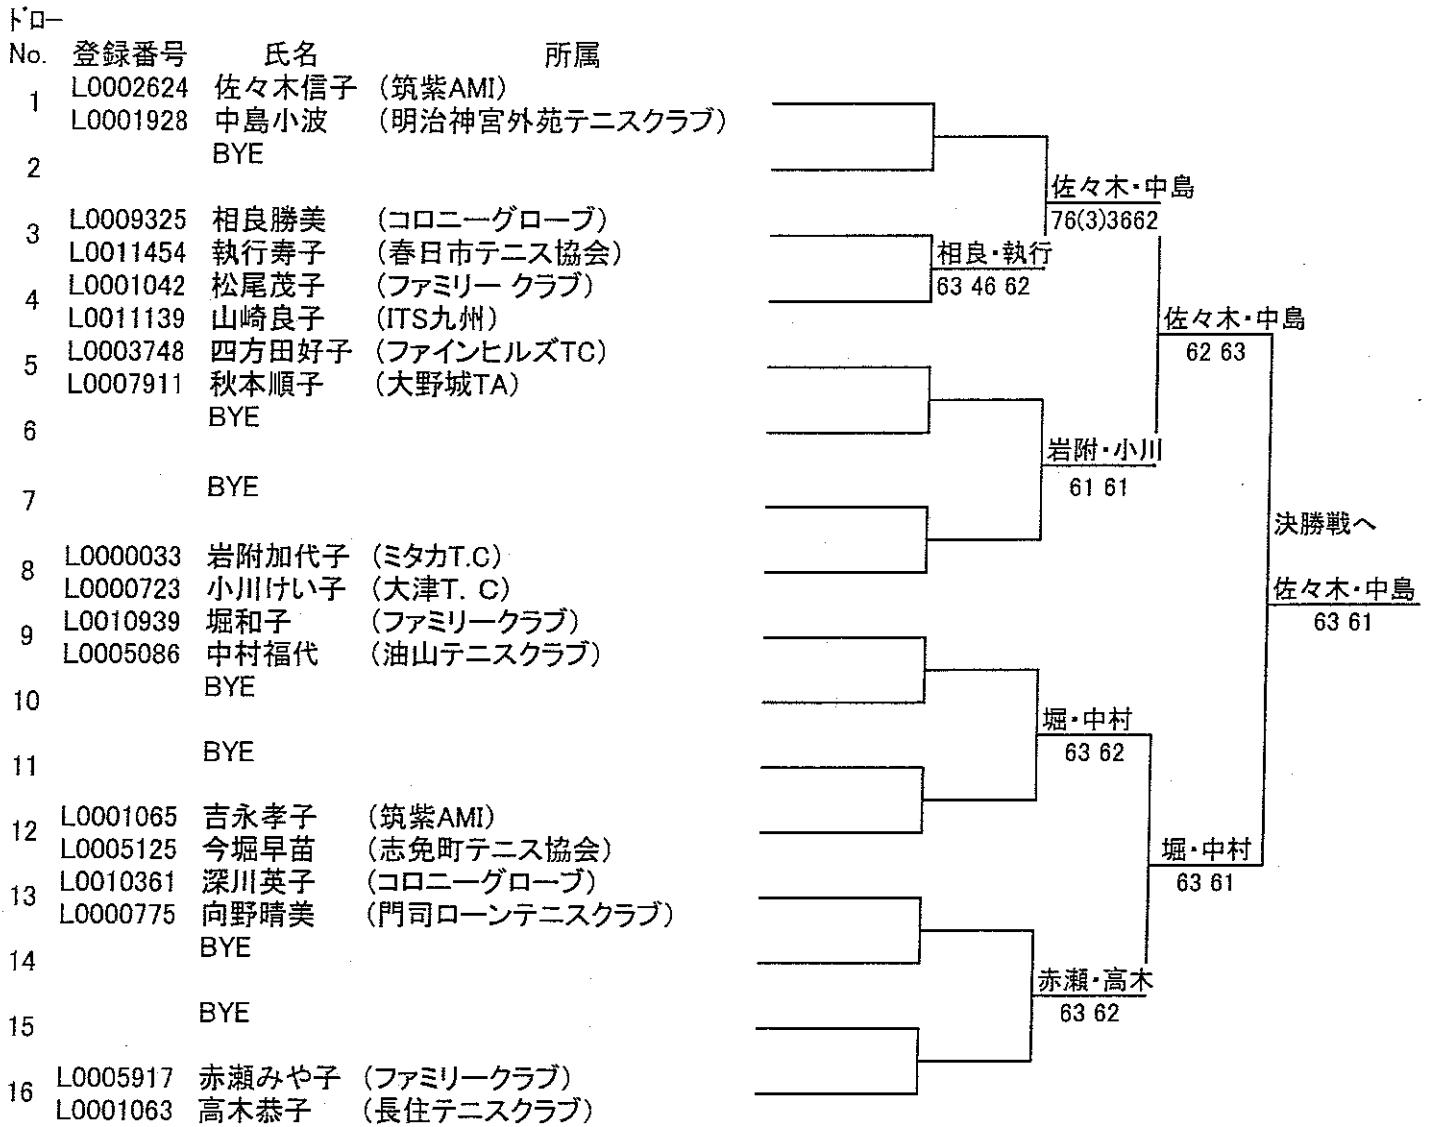 ドロー
No. 登録番号 氏名 所属
1 L0002624 佐々木信子 (筑紫AMI)
L0001928 中島小波 (明治神宮外苑テニスクラブ)
2 BYE
佐々木・中島
76(3)3662
3 L0009325 相良勝美 (コロニーグローブ)
L0011454 執行寿子 (春日市テニス協会)
相良・執行
63 46 62
4 L0001042 松尾茂子 (ファミリー クラブ)
L0011139 山崎良子 (ITS九州)
佐々木・中島
62 63
5 L0003748 四方田好子 (ファインヒルズTC)
L0007911 秋本順子 (大野城TA)
6 BYE
岩附・小川
61 61
7 BYE
決勝戦へ
8 L0000033 岩附加代子 (ミタカT.C)
L0000723 小川けい子 (大津T. C)
佐々木・中島
63 61
9 L0010939 堀和子 (ファミリークラブ)
L0005086 中村福代 (油山テニスクラブ)
10 BYE
堀・中村
63 62
11 BYE
12 L0001065 吉永孝子 (筑紫AMI)
L0005125 今堀早苗 (志免町テニス協会)
堀・中村
63 61
13 L0010361 深川英子 (コロニーグローブ)
L0000775 向野晴美 (門司ローンテニスクラブ)
14 BYE
赤瀬・高木
63 62
15 BYE
16 L0005917 赤瀬みや子 (ファミリークラブ)
L0001063 高木恭子 (長住テニスクラブ)